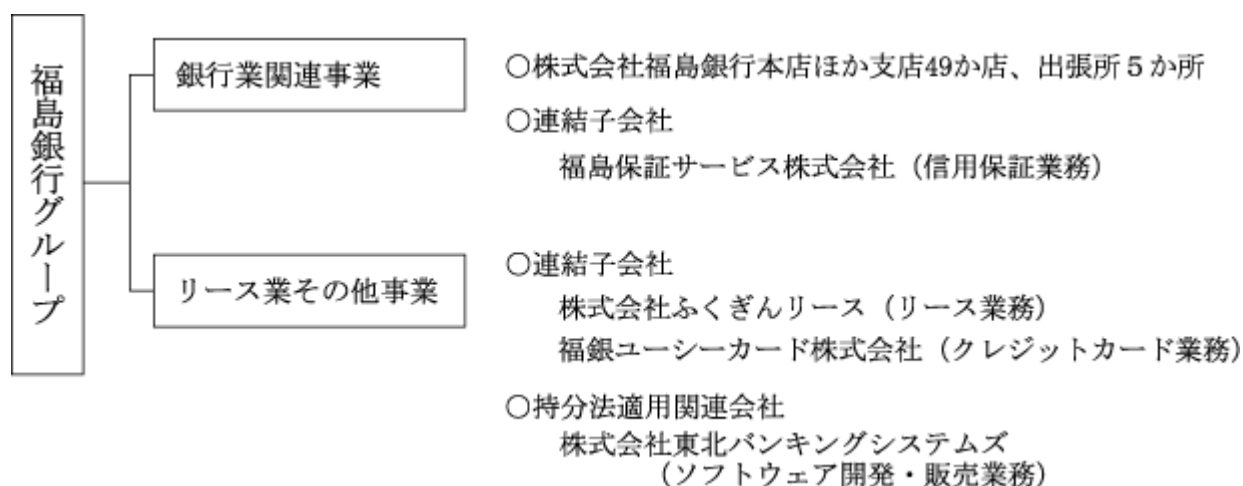 福島銀行グループ
銀行業関連事業
○株式会社福島銀行本店ほか支店49か店、出張所5か所
○連結子会社
福島保証サービス株式会社（信用保証業務）
リース業その他事業
○連結子会社
株式会社ふくぎんリース（リース業務）
福銀ユーシーカード株式会社（クレジットカード業務）
○持分法適用関連会社
株式会社東北バンキングシステムズ
（ソフトウェア開発・販売業務）